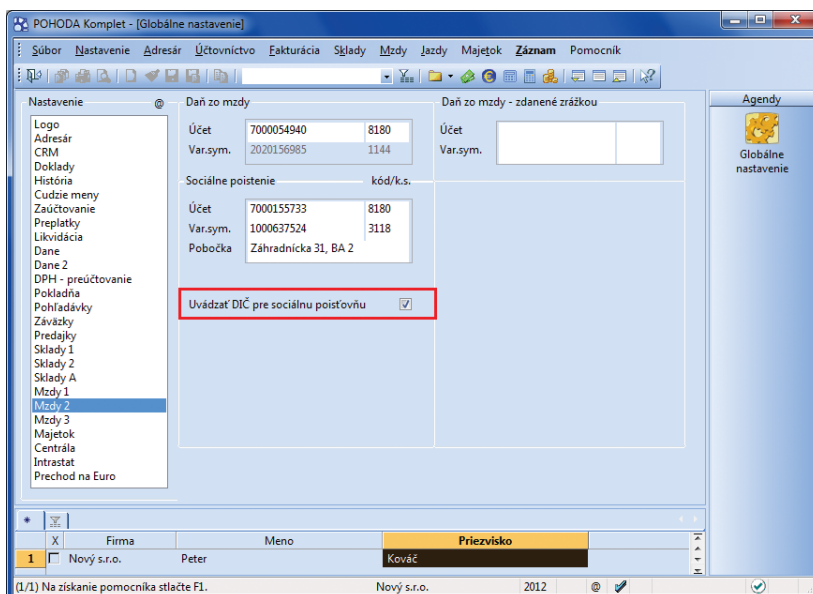 POHODA Komplet - [Globálne nastavenie]
Súbor Nastavenie Adresár Účtovníctvo Fakturácia Sklady Mzdy Jazdy Majetok Záznam Pomocník
Nastavenie @
Logo
Adresár
CRM
Doklady
História
Cudzie meny
Zaúčtovanie
Preplatky
Likvidácia
Dane
Dane 2
DPH - preúčtovanie
Pokladňa
Pohľadávky
Záväzky
Predajky
Sklady 1
Sklady 2
Sklady A
Mzdy 1
Mzdy 2
Mzdy 3
Majetok
Centrála
Intrastat
Prechod na Euro
Daň zo mzdy
Účet 7000054940 8180
Var.sym. 2020156985 1144
Sociálne poistenie kód/k.s.
Účet 7000155733 8180
Var.sym. 1000637524 3118
Pobočka Záhradnícka 31, BA 2
Uvádzať DIČ pre sociálnu poisťovňu
Daň zo mzdy - zdanené zrážkou
Účet
Var.sym.
Agendy
Globálne
nastavenie
X Firma Meno Priezvisko
1 Nový s.r.o. Peter Kováč
(1/1) Na získanie pomocníka stlačte F1. Nový s.r.o. 2012 @